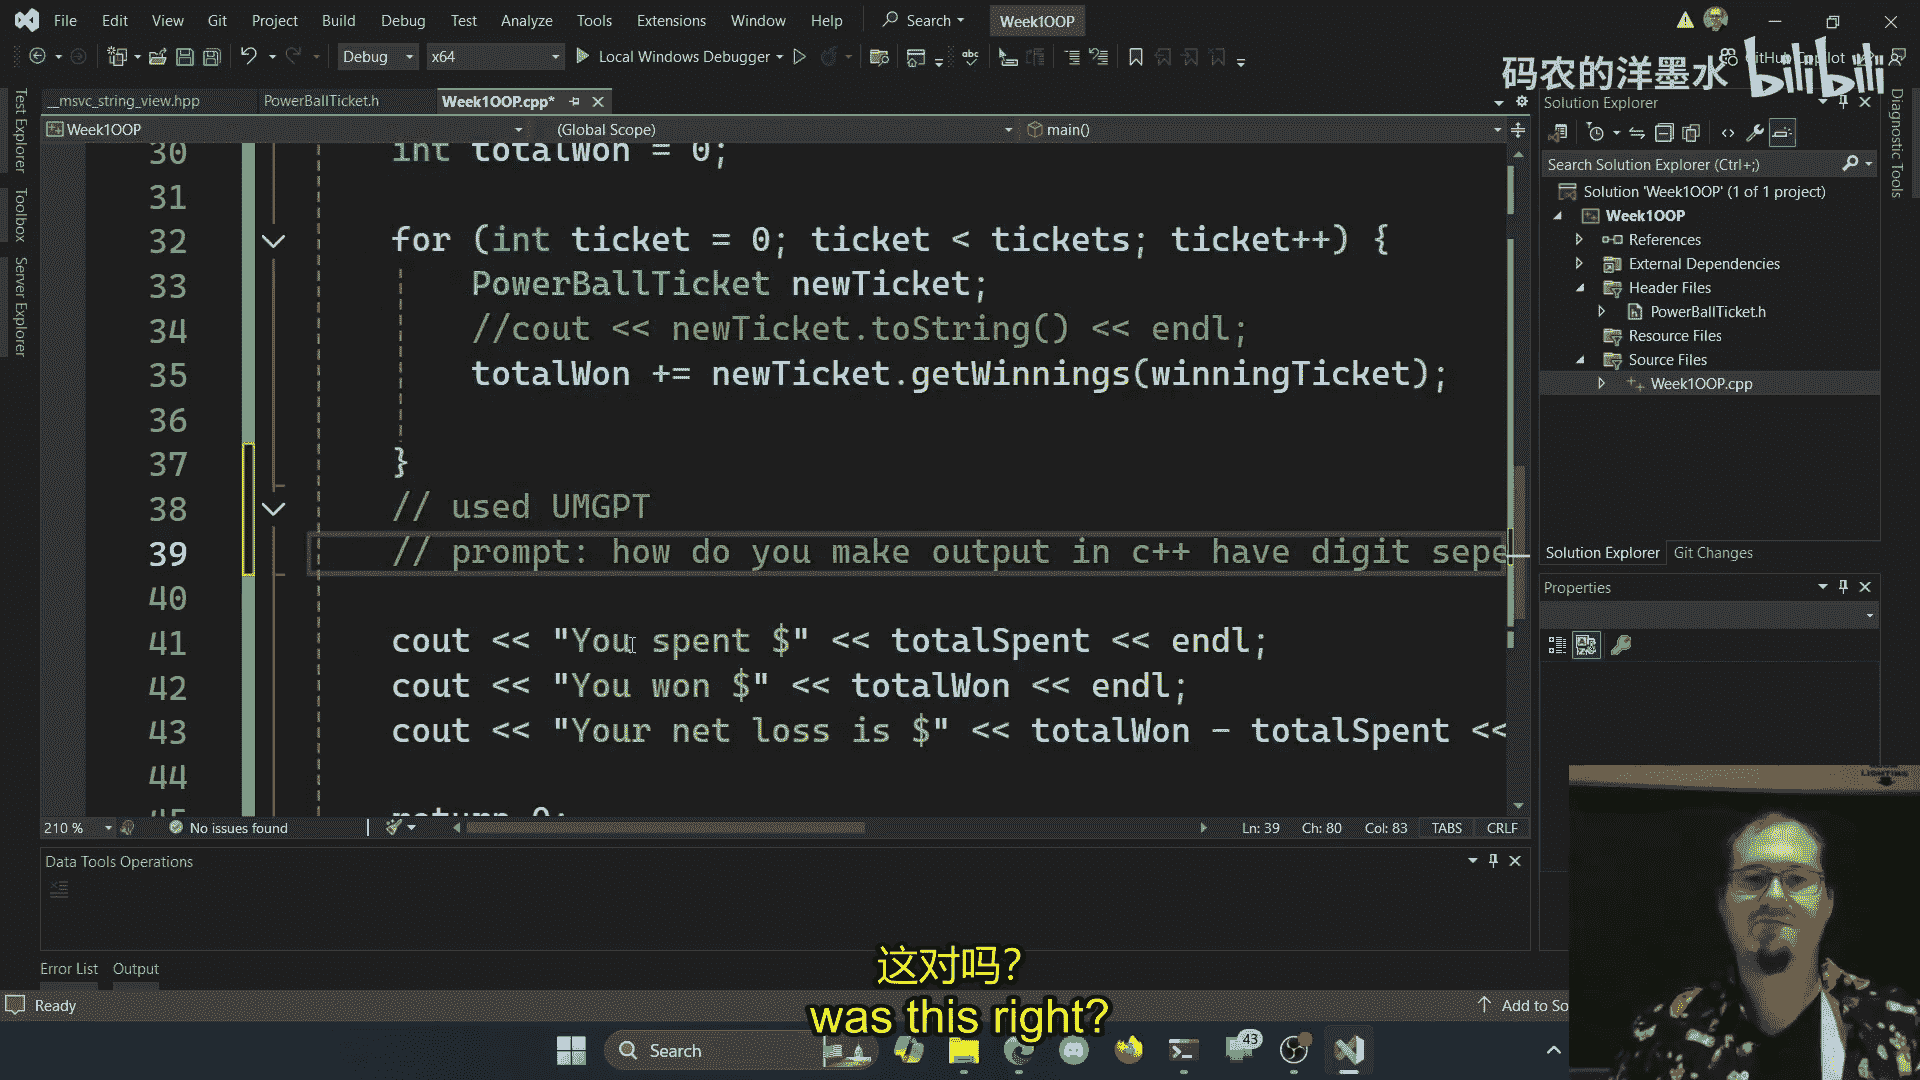 File Edit View Git Project Build Debug Test Analyze Tools Extensions Window Help Search Week1OOP
Debug x64 Local Windows Debugger
码农的洋墨水 bilibili
__msvc_string_view.hpp PowerBallTicket.h Week1OOP.cpp*
Week1OOP (Global Scope) main()
Test Explorer
Toolbox
Server Explorer
30 int totalWon = 0;
31
32 for (int ticket = 0; ticket < tickets; ticket++) {
33 PowerBallTicket newTicket;
34 //cout << newTicket.toString() << endl;
35 totalWon += newTicket.getWinnings(winningTicket);
36
37 }
38 // used UMGPT
39 // prompt: how do you make output in c++ have digit sepe
40
41 cout << "You spent $" << totalSpent << endl;
42 cout << "You won $" << totalWon << endl;
43 cout << "Your net loss is $" << totalWon - totalSpent <<
44
210 % No issues found Ln: 39 Ch: 80 Col: 83 TABS CRLF
Data Tools Operations
Error List Output
Ready
Add to So
Solution Explorer
Search Solution Explorer (Ctrl+;)
Solution 'Week1OOP' (1 of 1 project)
Week1OOP
References
External Dependencies
Header Files
PowerBallTicket.h
Resource Files
Source Files
Week1OOP.cpp
Solution Explorer Git Changes
Properties
Diagnostic Tools
这对吗?
was this right?
Search
43